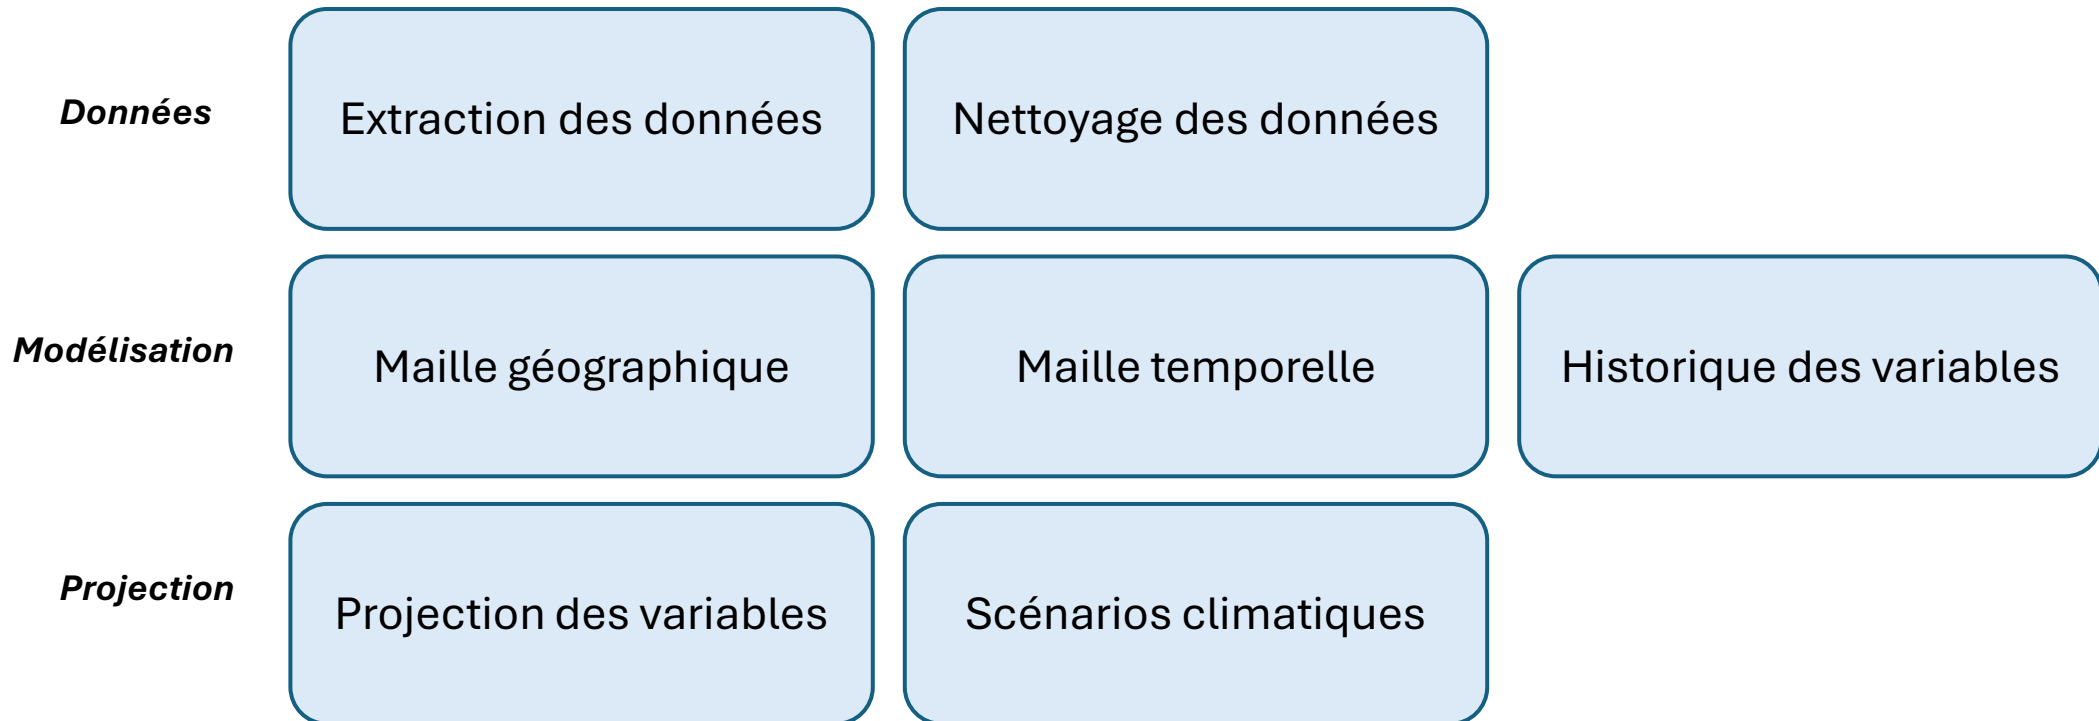 Données
Extraction des données
Nettoyage des données
Modélisation
Maille géographique
Maille temporelle
Historique des variables
Projection
Projection des variables
Scénarios climatiques